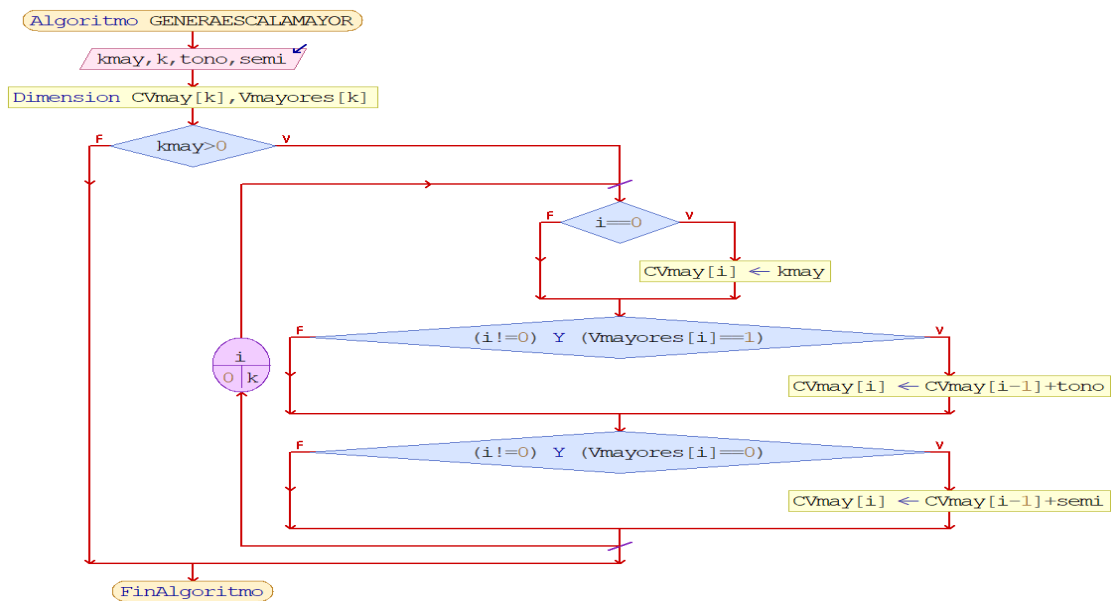 Algoritmo GENERAESCALAMAYOR
kmay,k,tono,semi
Dimension CVmay[k],Vmayores[k]
F kmay>0 V
F i==0 V
CVmay[i] ← kmay
F (i!=0) Y (Vmayores[i]==1) V
i
0 k
CVmay[i] ← CVmay[i-1]+tono
F (i!=0) Y (Vmayores[i]==0) V
CVmay[i] ← CVmay[i-1]+semi
FinAlgoritmo